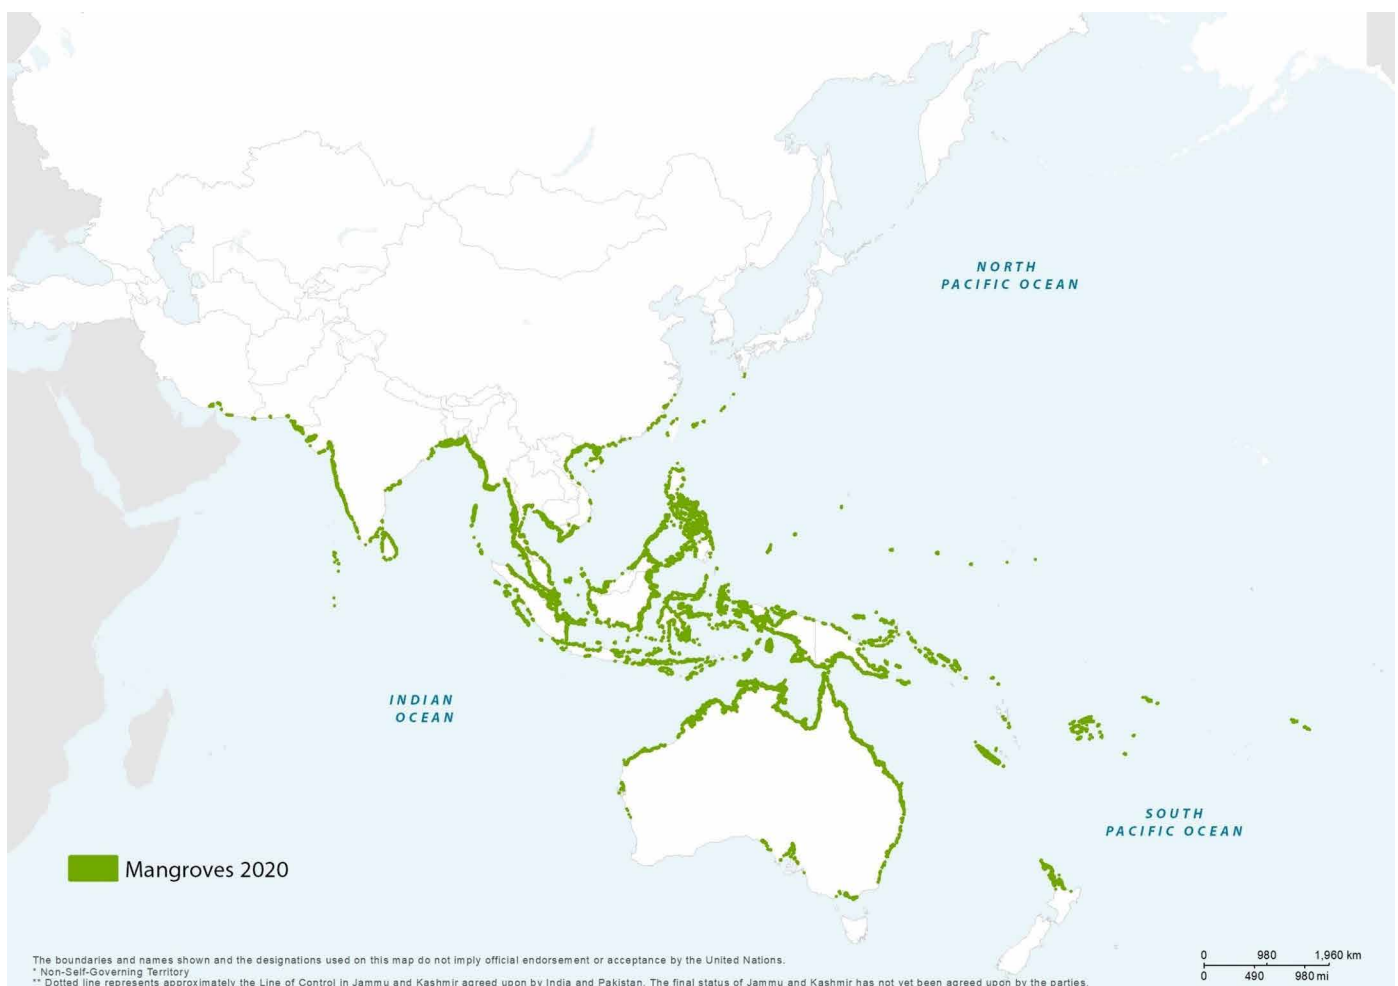 NORTH
PACIFIC OCEAN
INDIAN
OCEAN
SOUTH
PACIFIC OCEAN
Mangroves 2020
The boundaries and names shown and the designations used on this map do not imply official endorsement or acceptance by the United Nations.
* Non-Self-Governing Territory
** Dotted line represents approximately the Line of Control in Jammu and Kashmir agreed upon by India and Pakistan. The final status of Jammu and Kashmir has not yet been agreed upon by the parties.
0 980 1,960 km
0 490 980 mi